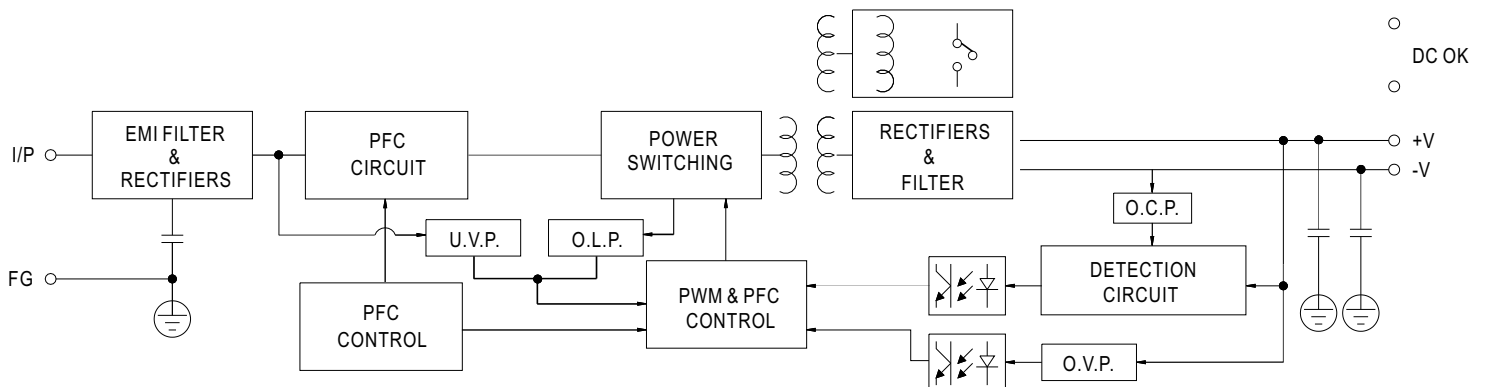 DC OK
I/P
EMI FILTER
&
RECTIFIERS
PFC
CIRCUIT
POWER
SWITCHING
RECTIFIERS
&
FILTER
+V
-V
O.C.P.
U.V.P.
O.L.P.
FG
PFC
CONTROL
PWM & PFC
CONTROL
DETECTION
CIRCUIT
O.V.P.